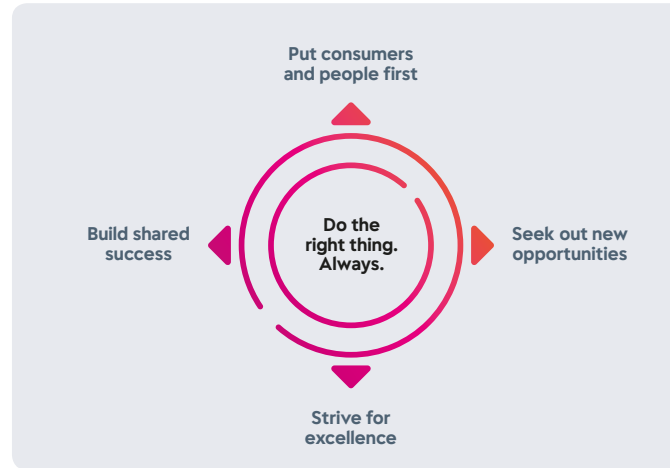 Put consumers
and people first
Build shared
success
Do the
right thing.
Always.
Seek out new
opportunities
Strive for
excellence